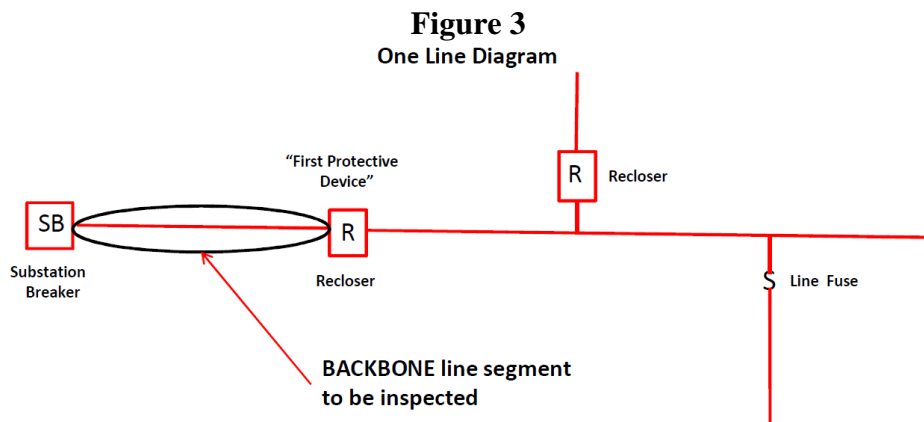 Figure 3
One Line Diagram
“First Protective
Device”
R
Recloser
SB
R
Substation
Breaker
Recloser
S
Line Fuse
BACKBONE line segment
to be inspected